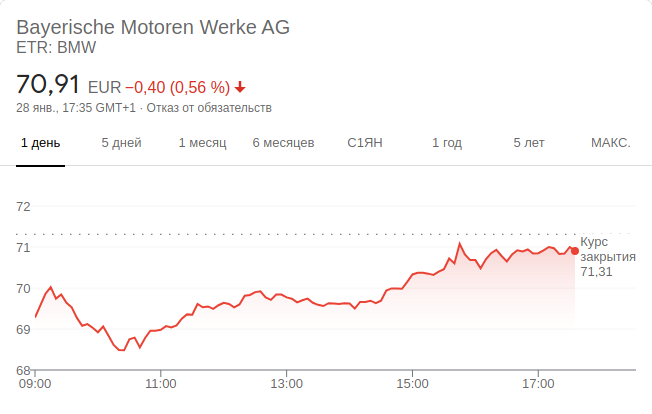 Bayerische Motoren Werke AG
ETR: BMW
70,91 EUR −0,40 (0,56 %)
28 янв., 17:35 GMT+1 · Отказ от обязательств
1 день 5 дней 1 месяц 6 месяцев С1ЯН 1 год 5 лет МАКС.
72
71
70
69
68
Курс
закрытия
71,31
09:00 11:00 13:00 15:00 17:00